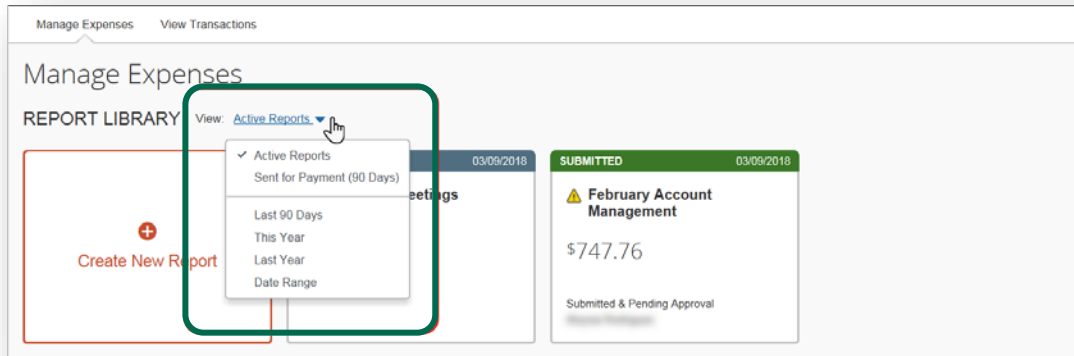 Manage Expenses View Transactions
Manage Expenses
REPORT LIBRARY View: Active Reports
Active Reports
Sent for Payment (90 Days)
Last 90 Days
This Year
Last Year
Date Range
Create New Report
03/09/2018
SUBMITTED 03/09/2018
February Account
Management
$747.76
Submitted & Pending Approval